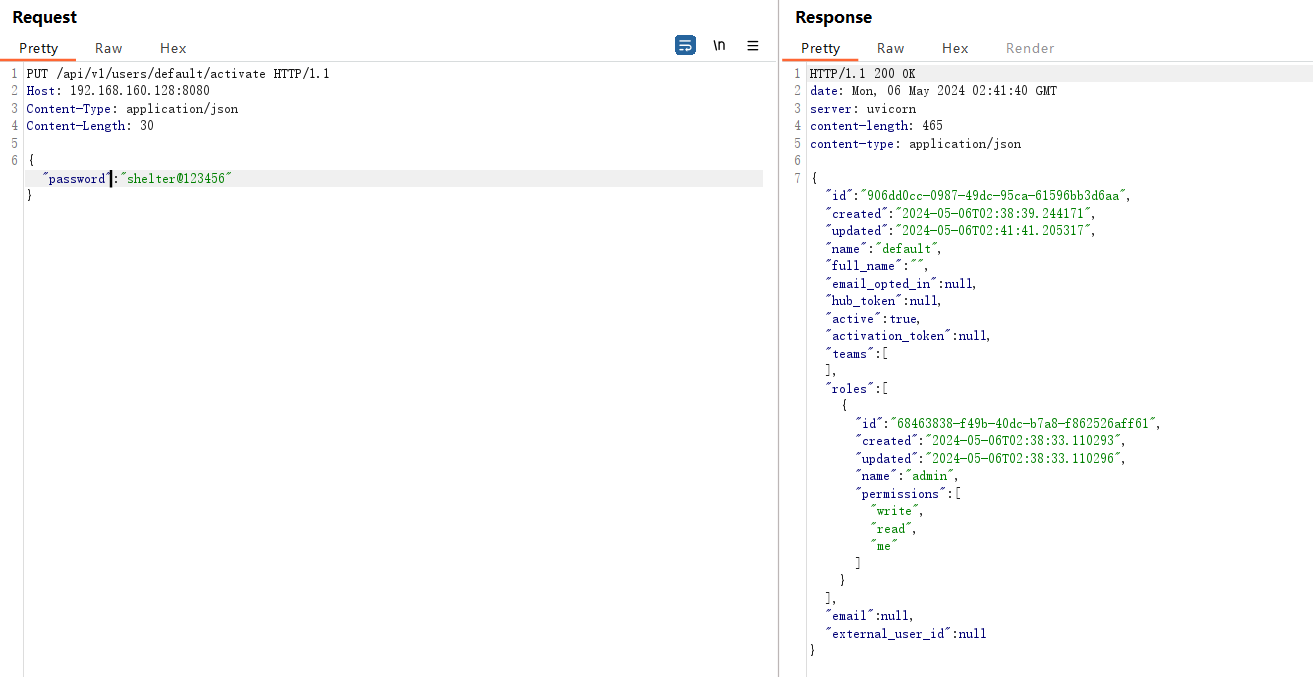 Request
Pretty Raw Hex
\n
1 PUT /api/v1/users/default/activate HTTP/1.1
2 Host: 192.168.160.128:8080
3 Content-Type: application/json
4 Content-Length: 30
5
6 {
"password":"shelter@123456"
}
Response
Pretty Raw Hex Render
1 HTTP/1.1 200 OK
2 date: Mon, 06 May 2024 02:41:40 GMT
3 server: uvicorn
4 content-length: 465
5 content-type: application/json
6
7 {
"id":"906dd0cc-0987-49dc-95ca-61596bb3d6aa",
"created":"2024-05-06T02:38:39.244171",
"updated":"2024-05-06T02:41:41.205317",
"name":"default",
"full_name":"",
"email_opted_in":null,
"hub_token":null,
"active":true,
"activation_token":null,
"teams":[
],
"roles":[
{
"id":"68463838-f49b-40dc-b7a8-f862526aff61",
"created":"2024-05-06T02:38:33.110293",
"updated":"2024-05-06T02:38:33.110296",
"name":"admin",
"permissions":[
"write",
"read",
"me"
]
}
],
"email":null,
"external_user_id":null
}